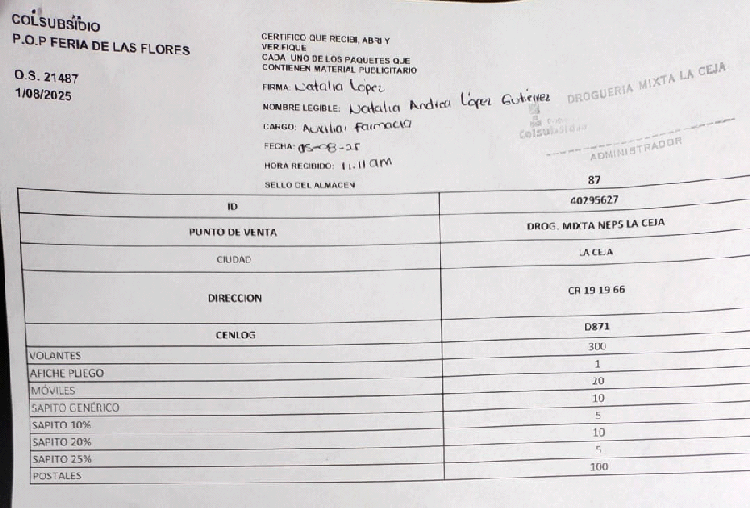 COLSUBSIDIO
P.O.P FERIA DE LAS FLORES
O.S. 21487
1/08/2025
CERTIFICO QUE RECIBI, ABRI Y
VERIFIQUE
CADA UNO DE LOS PAQUETES QUE
CONTIENEN MATERIAL PUBLICITARIO
FIRMA: Natalia López
NOMBRE LEGIBLE: Natalia Andrea López Gutiérrez
CARGO: Auxiliar Farmacia
FECHA: 05-08-25
HORA RECIBIDO: 11:11 am
SELLO DEL ALMACEN
DROGUERIA MIXTA LA CEJA
Colsubsidio
ADMINISTRADOR
87
ID 40295627
PUNTO DE VENTA DROG. MIXTA NEPS LA CEJA
CIUDAD LA CEJA
DIRECCION CR 19 19 66
CENLOG D871
VOLANTES 300
AFICHE PLIEGO 1
MÓVILES 20
SAPITO GENÉRICO 10
SAPITO 10% 5
SAPITO 20% 10
SAPITO 25% 5
POSTALES 100